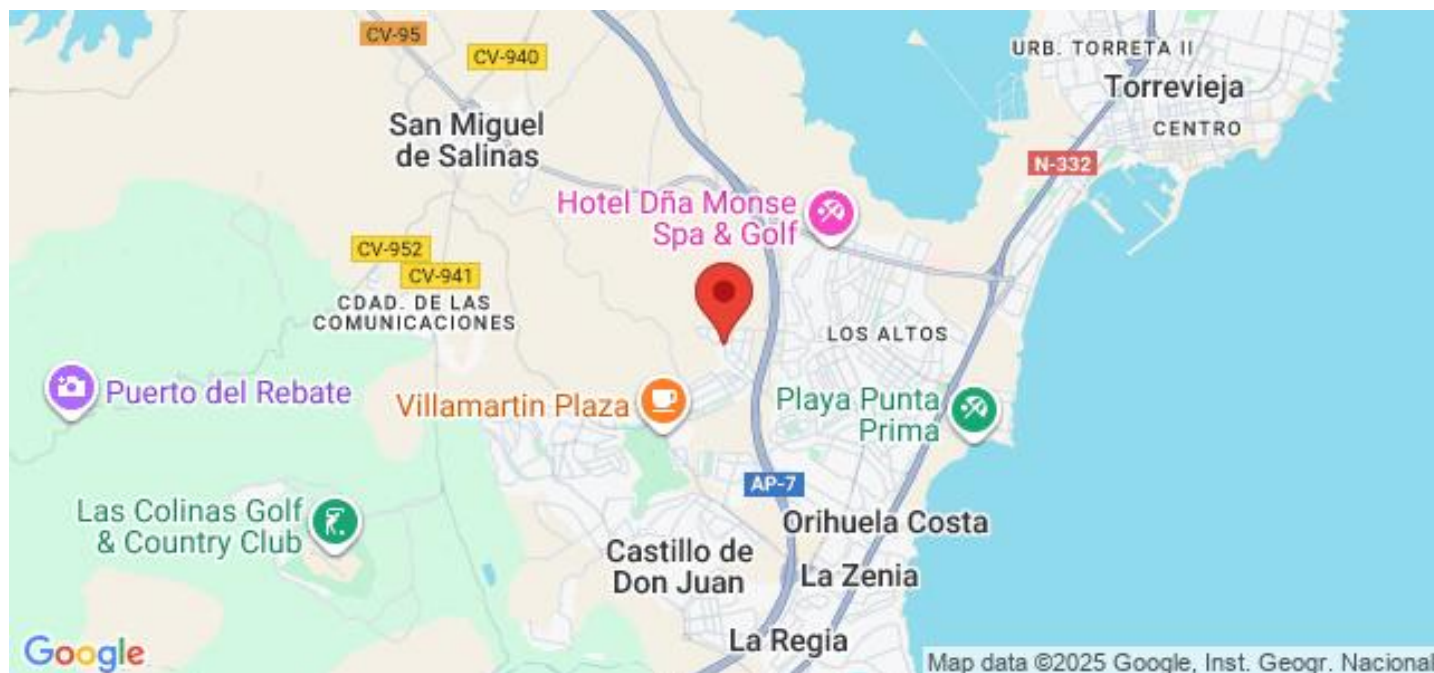 CV-95
CV-940
URB. TORRETA II
Torrevieja
CENTRO
San Miguel
de Salinas
N-332
Hotel Dña Monse
Spa & Golf
CV-952
CV-941
CDAD. DE LAS
COMUNICACIONES
LOS ALTOS
Puerto del Rebate
Villamartin Plaza
Playa Punta
Prima
AP-7
Las Colinas Golf
& Country Club
Orihuela Costa
Castillo de
Don Juan
La Zenia
La Regia
Google
Map data ©2025 Google, Inst. Geogr. Nacional